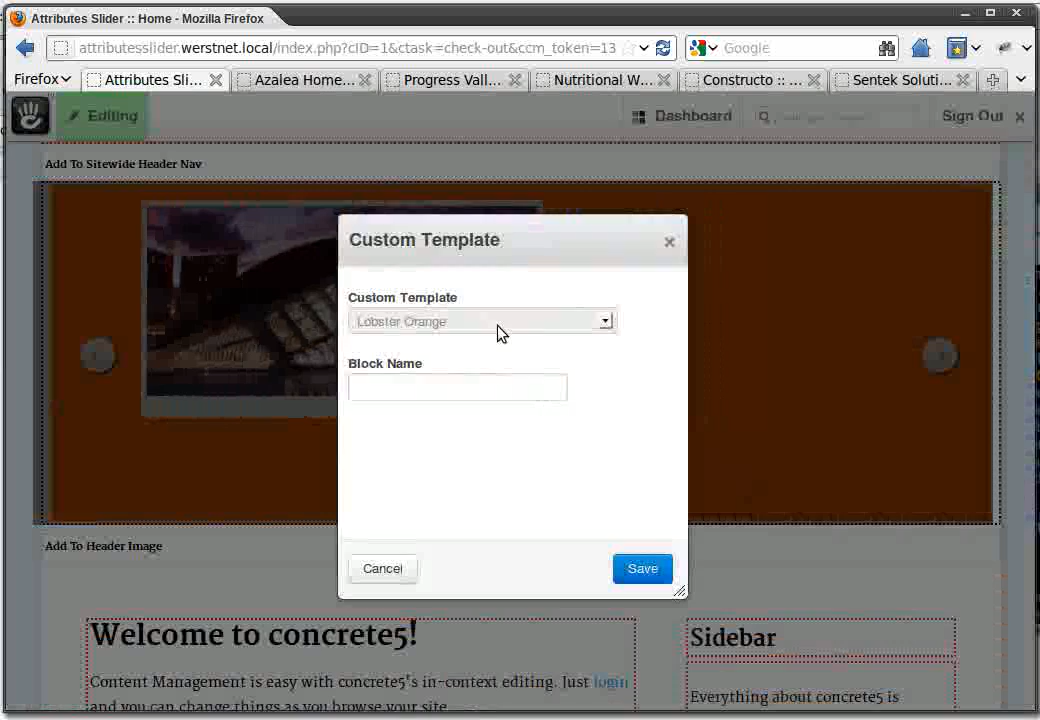 Attributes Slider :: Home - Mozilla Firefox
attributesslider.werstnet.local/index.php?cID=1&ctask=check-out&ccm_token=13
Google
Firefox
Attributes Sli...
Azalea Home...
Progress Vall...
Nutritional W...
Constructo :: ...
Sentek Soluti...
Editing
Dashboard
Sign Out
Add To Sitewide Header Nav
Custom Template
Custom Template
Lobster Orange
Block Name
Cancel
Save
Add To Header Image
Welcome to concrete5!
Content Management is easy with concrete5's in-context editing. Just login
and you can change things as you browse your site.
Sidebar
Everything about concrete5 is